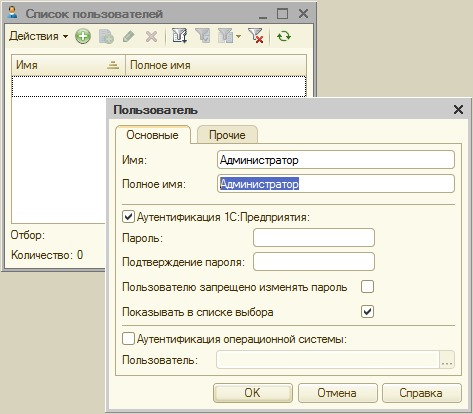 Список пользователей
Действия
Имя Полное имя
Отбор:
Количество: 0
Пользователь
Основные Прочие
Имя: Администратор
Полное имя: Администратор
Аутентификация 1С:Предприятия:
Пароль:
Подтверждение пароля:
Пользователю запрещено изменять пароль
Показывать в списке выбора
Аутентификация операционной системы:
Пользователь: ...
OK Отмена Справка